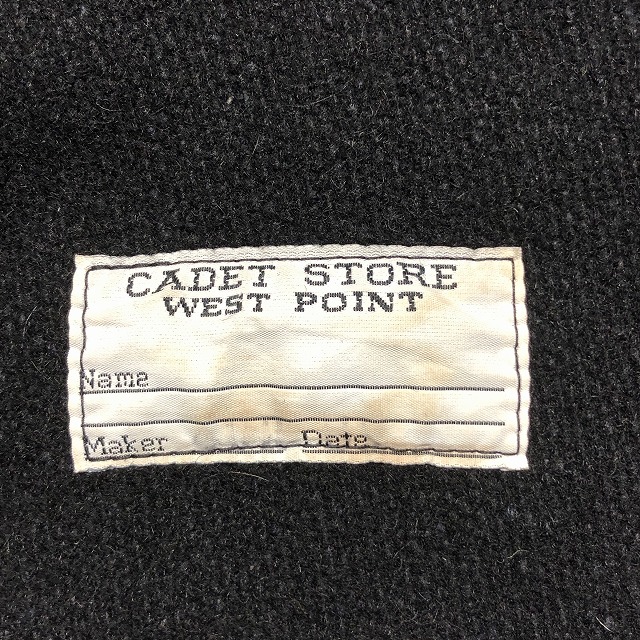 CADET STORE
WEST POINT
Name
Maker Date